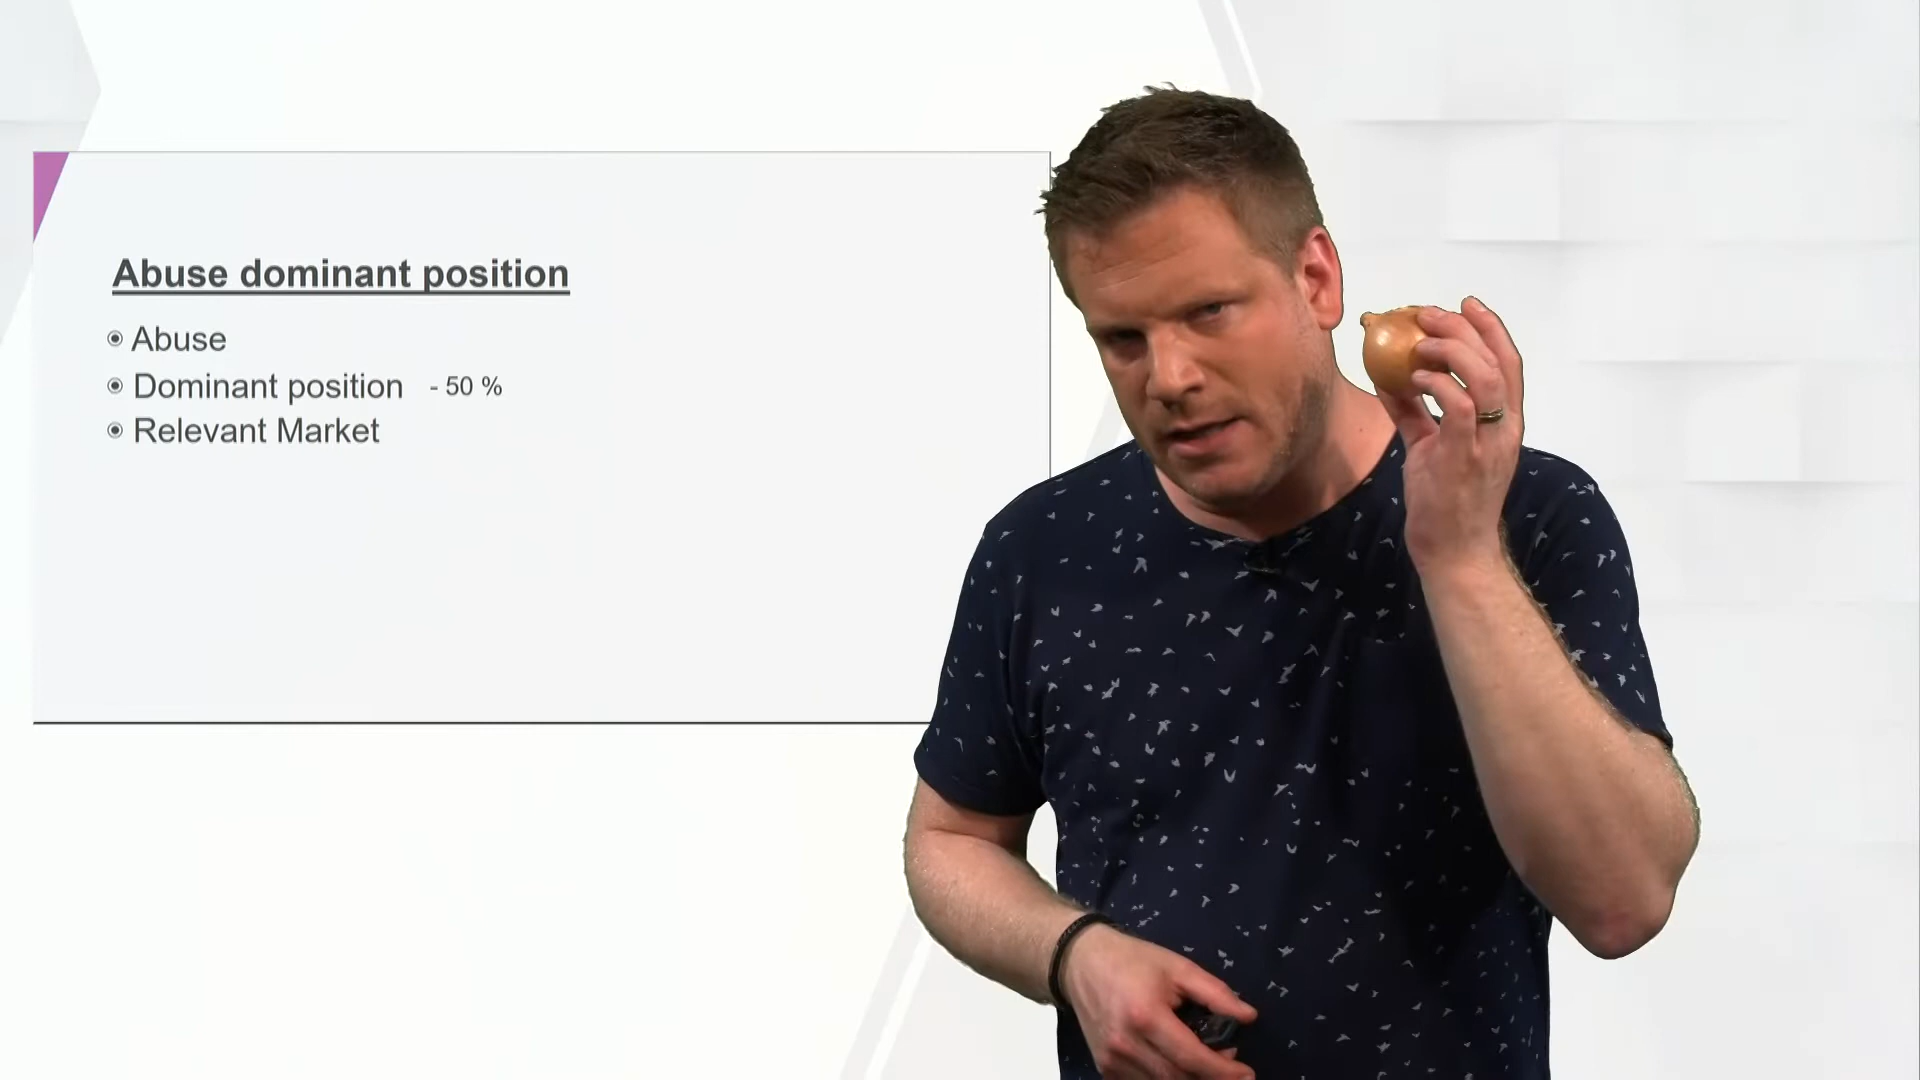 Abuse dominant position
Abuse
Dominant position - 50 %
Relevant Market